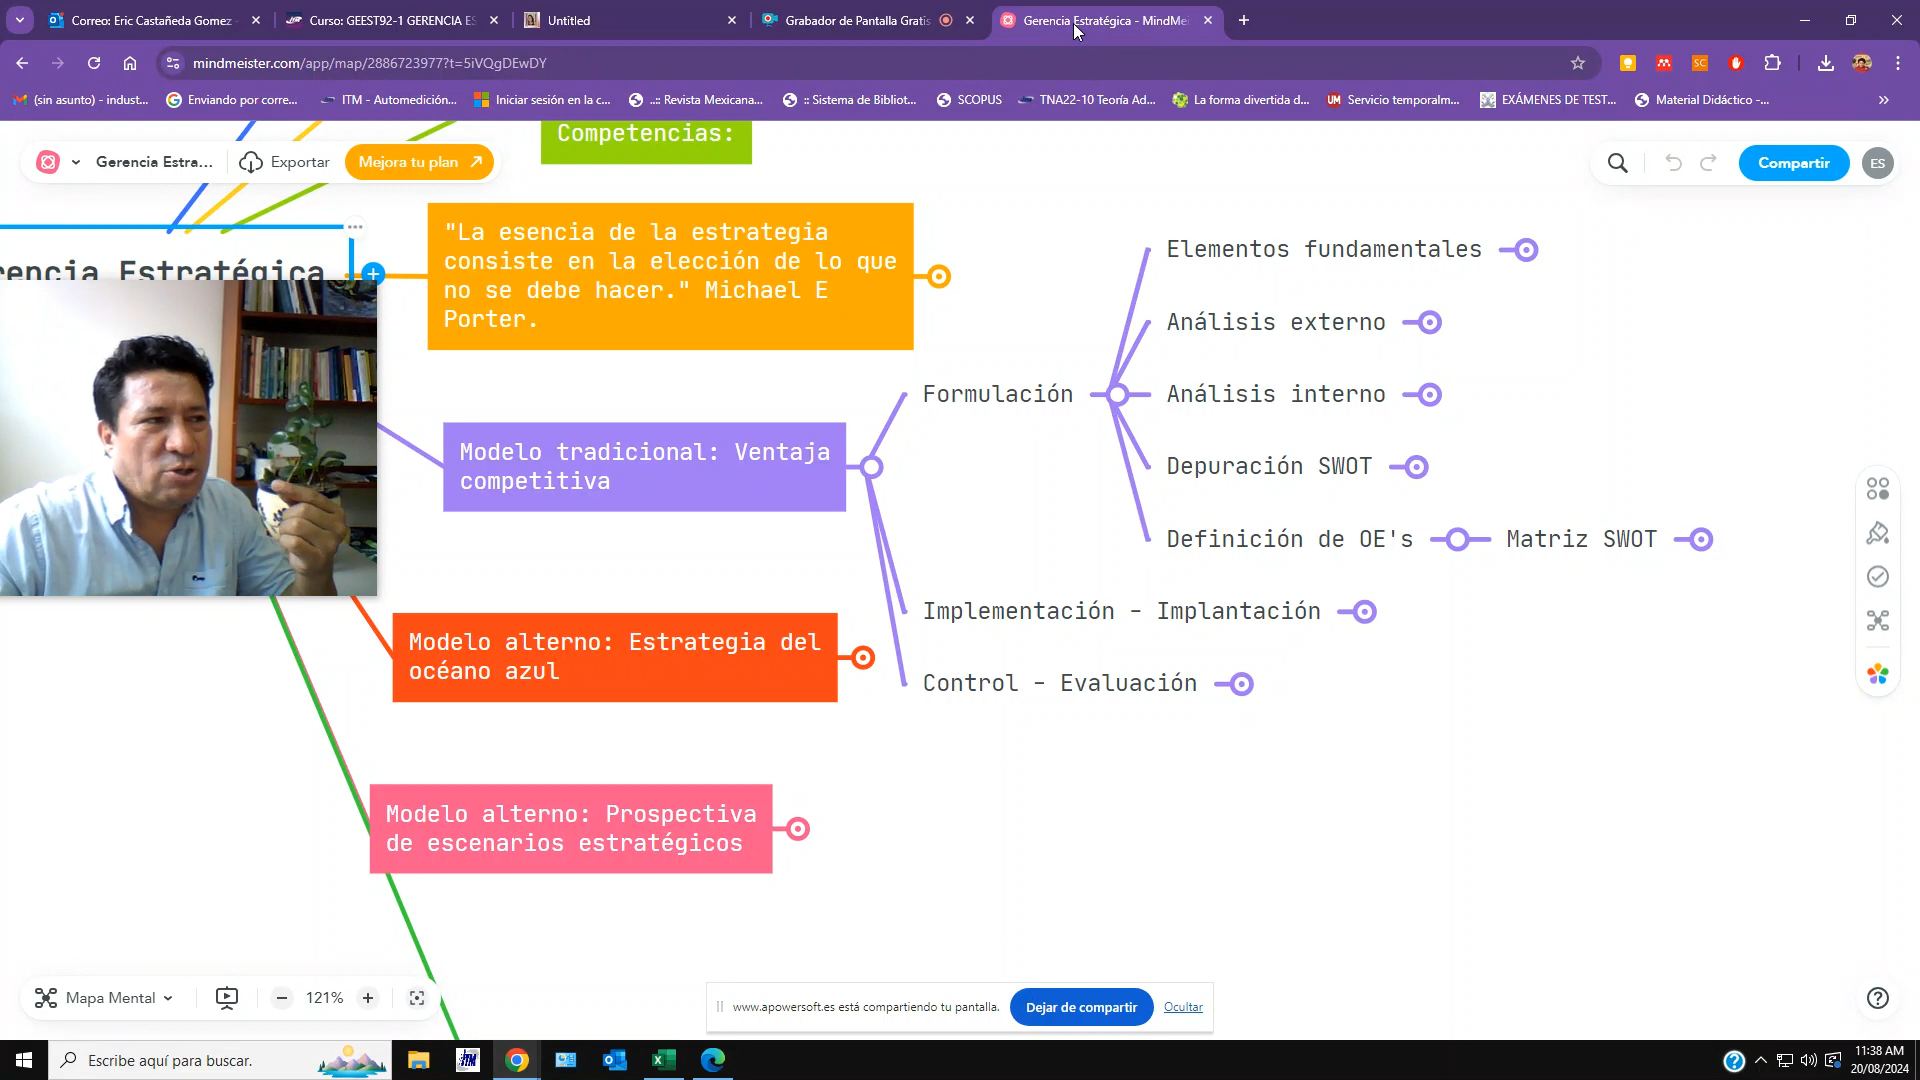 Correo: Eric Castañeda Gomez -
Curso: GEEST92-1 GERENCIA ES
Untitled
Grabador de Pantalla Gratis
Gerencia Estratégica - MindMei
mindmeister.com/app/map/2886723977?t=5iVQgDEwDY
SC
(sin asunto) - indust...
Enviando por corre...
ITM - Automedición...
Iniciar sesión en la c...
..:: Revista Mexicana...
:: Sistema de Bibliot...
SCOPUS
TNA22-10 Teoría Ad...
La forma divertida d...
UM
Servicio temporalm...
EXÁMENES DE TEST...
Material Didáctico -...
»
Competencias:
Gerencia Estra...
Exportar
Mejora tu plan
Compartir
ES
rencia Estratégica
"La esencia de la estrategia
consiste en la elección de lo que
no se debe hacer." Michael E
Porter.
Elementos fundamentales
Análisis externo
Formulación
Análisis interno
Modelo tradicional: Ventaja
competitiva
Depuración SWOT
Definición de OE's
Matriz SWOT
Implementación - Implantación
Modelo alterno: Estrategia del
océano azul
Control - Evaluación
Modelo alterno: Prospectiva
de escenarios estratégicos
Mapa Mental
121%
www.apowersoft.es está compartiendo tu pantalla.
Dejar de compartir
Ocultar
Escribe aquí para buscar.
ITM
11:38 AM
20/08/2024